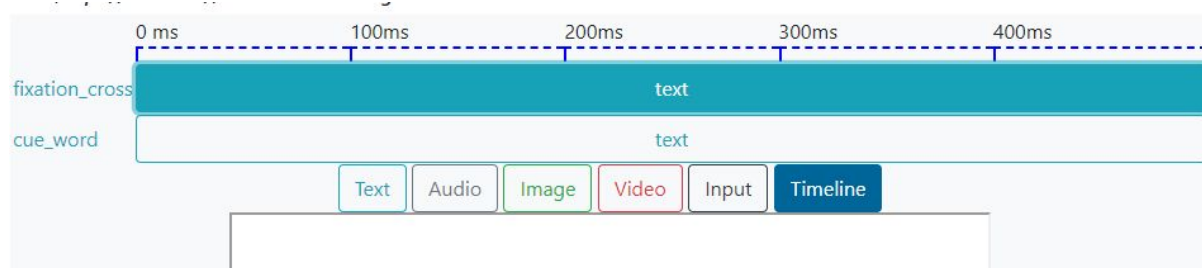 0 ms 100ms 200ms 300ms 400ms
fixation_cross text
cue_word text
Text Audio Image Video Input Timeline